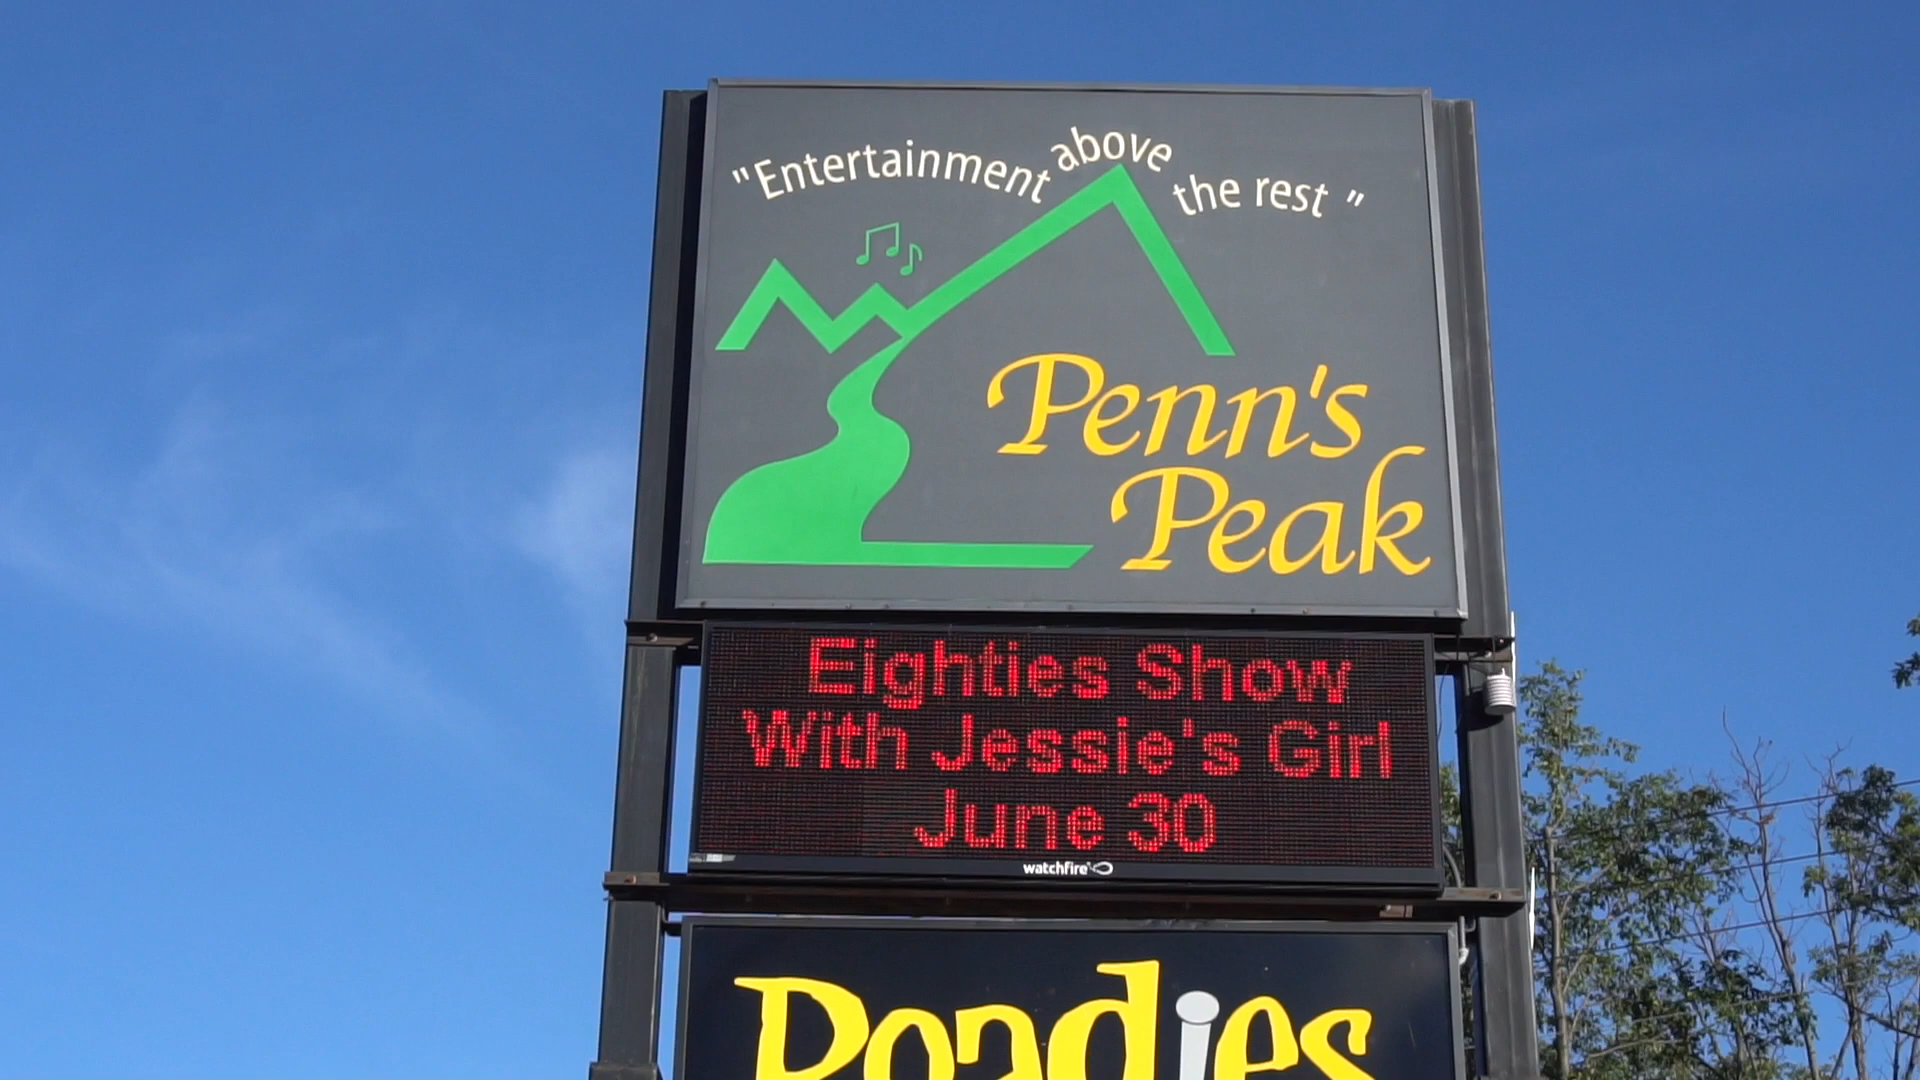 "Entertainment above the rest"
Penn's
Peak
Eighties Show
With Jessie's Girl
June 30
watchfire
Roadies